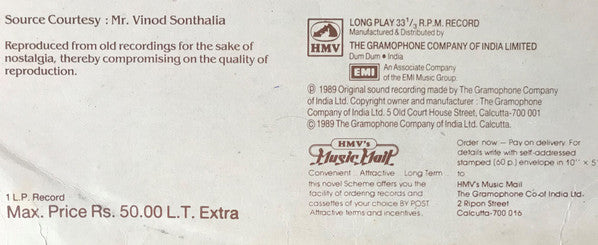 Source Courtesy : Mr. Vinod Sonthalia
Reproduced from old recordings for the sake of
nostalgia, thereby compromising on the quality of
reproduction.
1 L.P. Record
Max. Price Rs. 50.00 L.T. Extra
HMV
LONG PLAY 33 1/3 R.P.M. RECORD
Manufactured & Distributed by
THE GRAMOPHONE COMPANY OF INDIA LIMITED
Dum Dum • India
EMI
An Associate Company
of the EMI Music Group.
℗ 1989 Original sound recording made by The Gramophone Company
of India Ltd. Copyright owner and manufacturer : The Gramophone
Company of India Ltd. 5 Old Court House Street, Calcutta-700 001
© 1989 The Gramophone Company of India Ltd. Calcutta.
HMV's
Music Mail
Convenient . Attractive . Long Term . . .
this novel Scheme offers you the
facility of ordering records and
cassettes of your choice BY POST
Attractive terms and incentives.
Order now — Pay on delivery. For
details write with self-addressed
stamped (60 p.) envelope in 10" × 5
to
HMV's Music Mail
The Gramophone Co of India Ltd.
2 Ripon Street
Calcutta-700 016